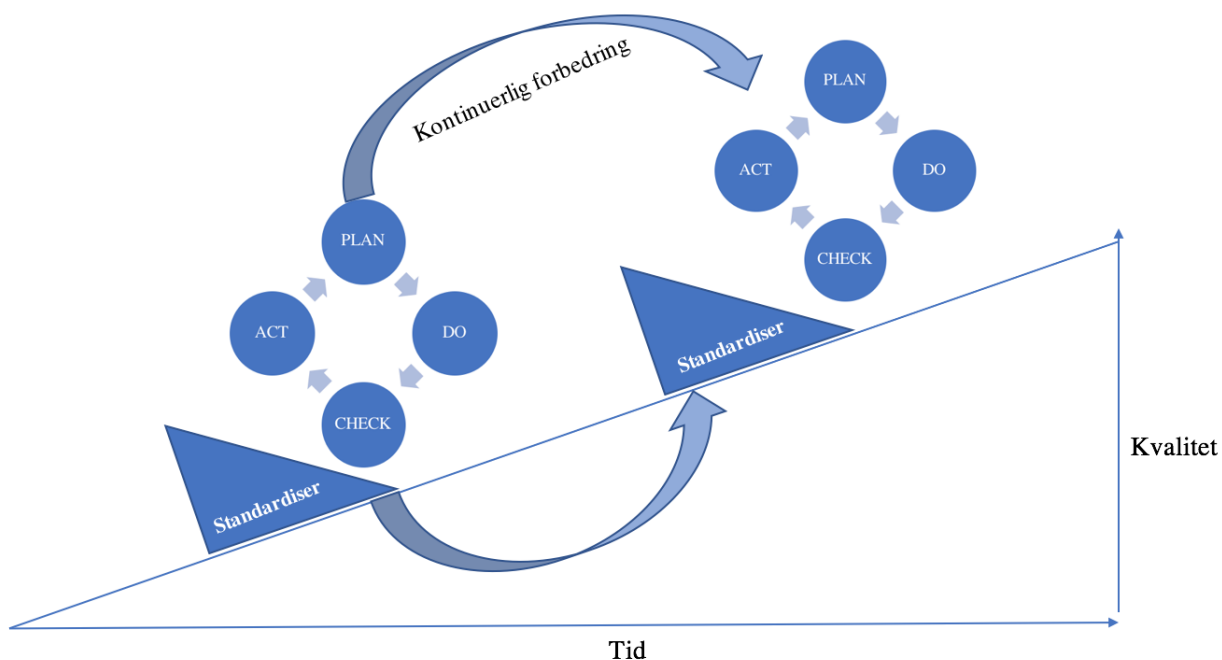 Kontinuerlig forbedring
PLAN
ACT
DO
CHECK
PLAN
ACT
DO
CHECK
Standardiser
Standardiser
Kvalitet
Tid